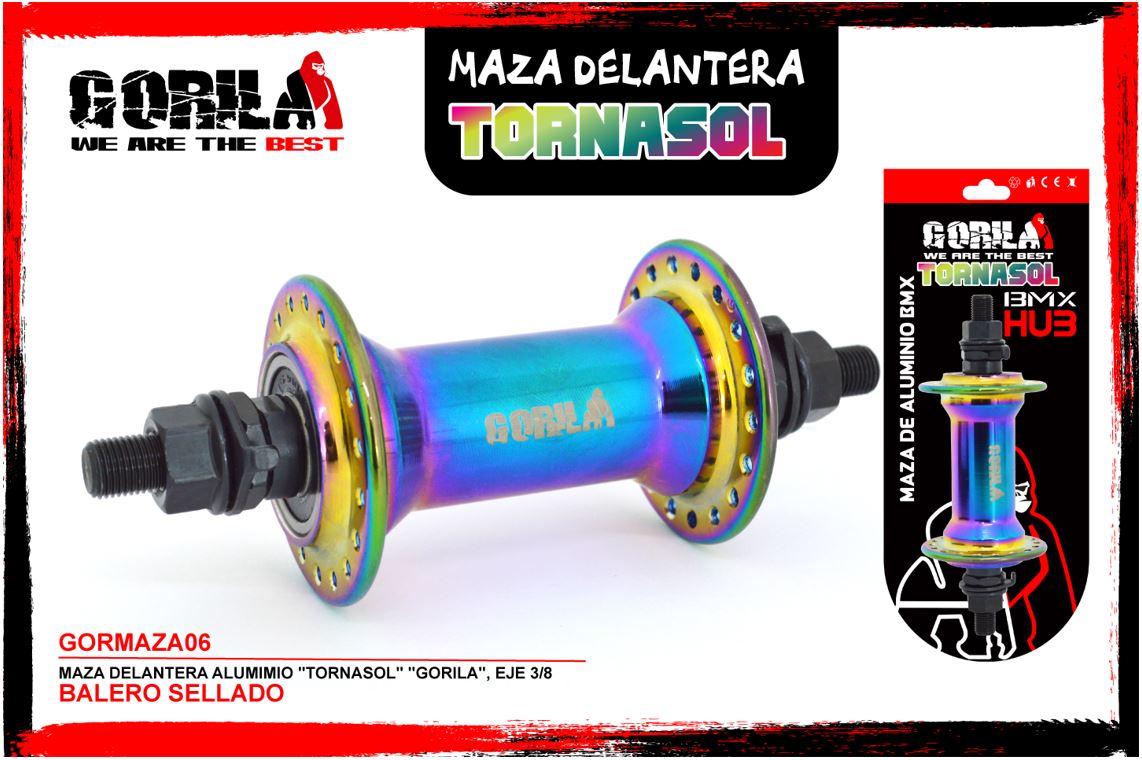 GORILA
WE ARE THE BEST
MAZA DELANTERA
TORNASOL
GORILA
WE ARE THE BEST
TORNASOL
BMX
HUB
MAZA DE ALUMINIO BMX
GORILA
GORILA
GORMAZA06
MAZA DELANTERA ALUMIMIO "TORNASOL" "GORILA", EJE 3/8
BALERO SELLADO